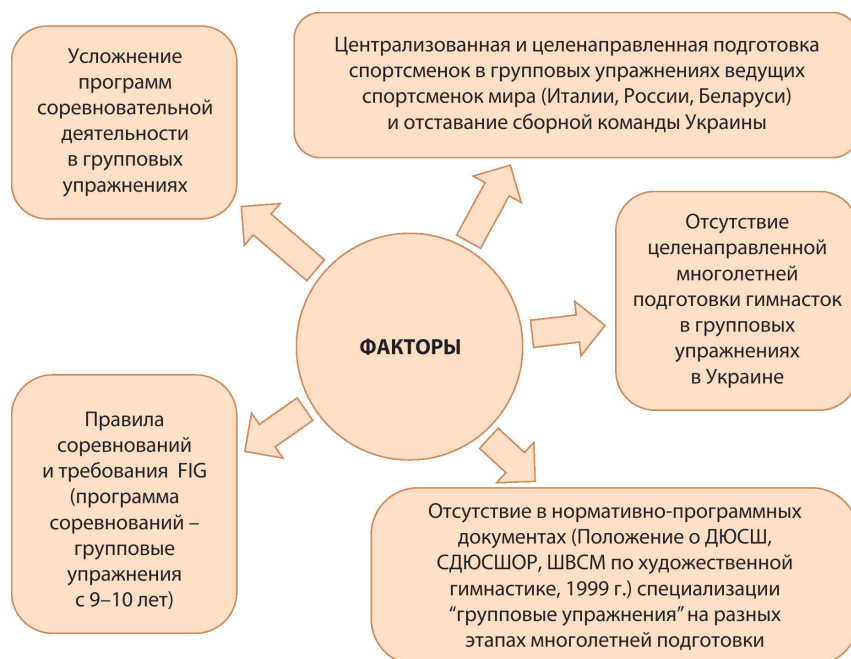 Усложнение
программ
соревновательной
деятельности
в групповых
упражнениях
Централизованная и целенаправленная подготовка
спортсменок в групповых упражнениях ведущих
спортсменок мира (Италии, России, Беларуси)
и отставание сборной команды Украины
Отсутствие
целенаправленной
многолетней
подготовки гимнасток
в групповых
упражнениях
в Украине
ФАКТОРЫ
Правила
соревнований
и требования FIG
(программа
соревнований –
групповые
упражнения
с 9–10 лет)
Отсутствие в нормативно-программных
документах (Положение о ДЮСШ,
СДЮСШОР, ШВСМ по художественной
гимнастике, 1999 г.) специализации
“групповые упражнения” на разных
этапах многолетней подготовки